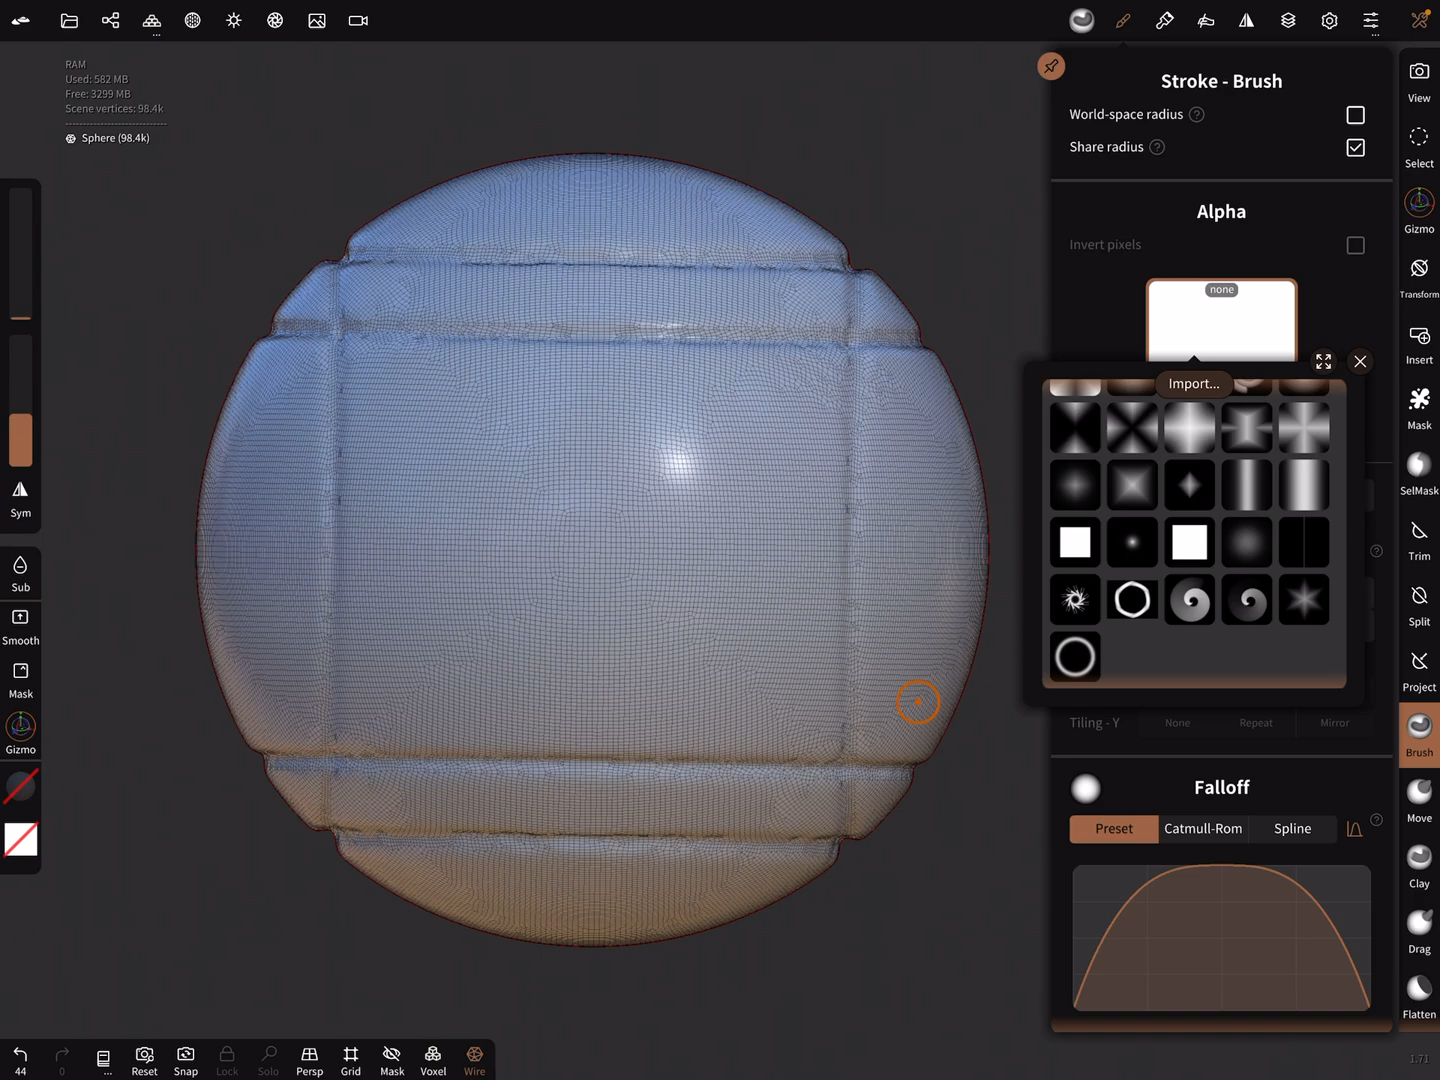 RAM
Used: 582 MB
Free: 3299 MB
Scene vertices: 98.4k
Sphere (98.4k)
Sym
Sub
Smooth
Mask
Gizmo
Stroke - Brush
World-space radius ?
Share radius ?
Alpha
Invert pixels
none
Import...
?
Tiling - Y None Repeat Mirror
Falloff
Preset Catmull-Rom Spline ?
View
Select
Gizmo
Transform
Insert
Mask
SelMask
Trim
Split
Project
Brush
Move
Clay
Drag
Flatten
44 0 ... Reset Snap Lock Solo Persp Grid Mask Voxel Wire
1.71